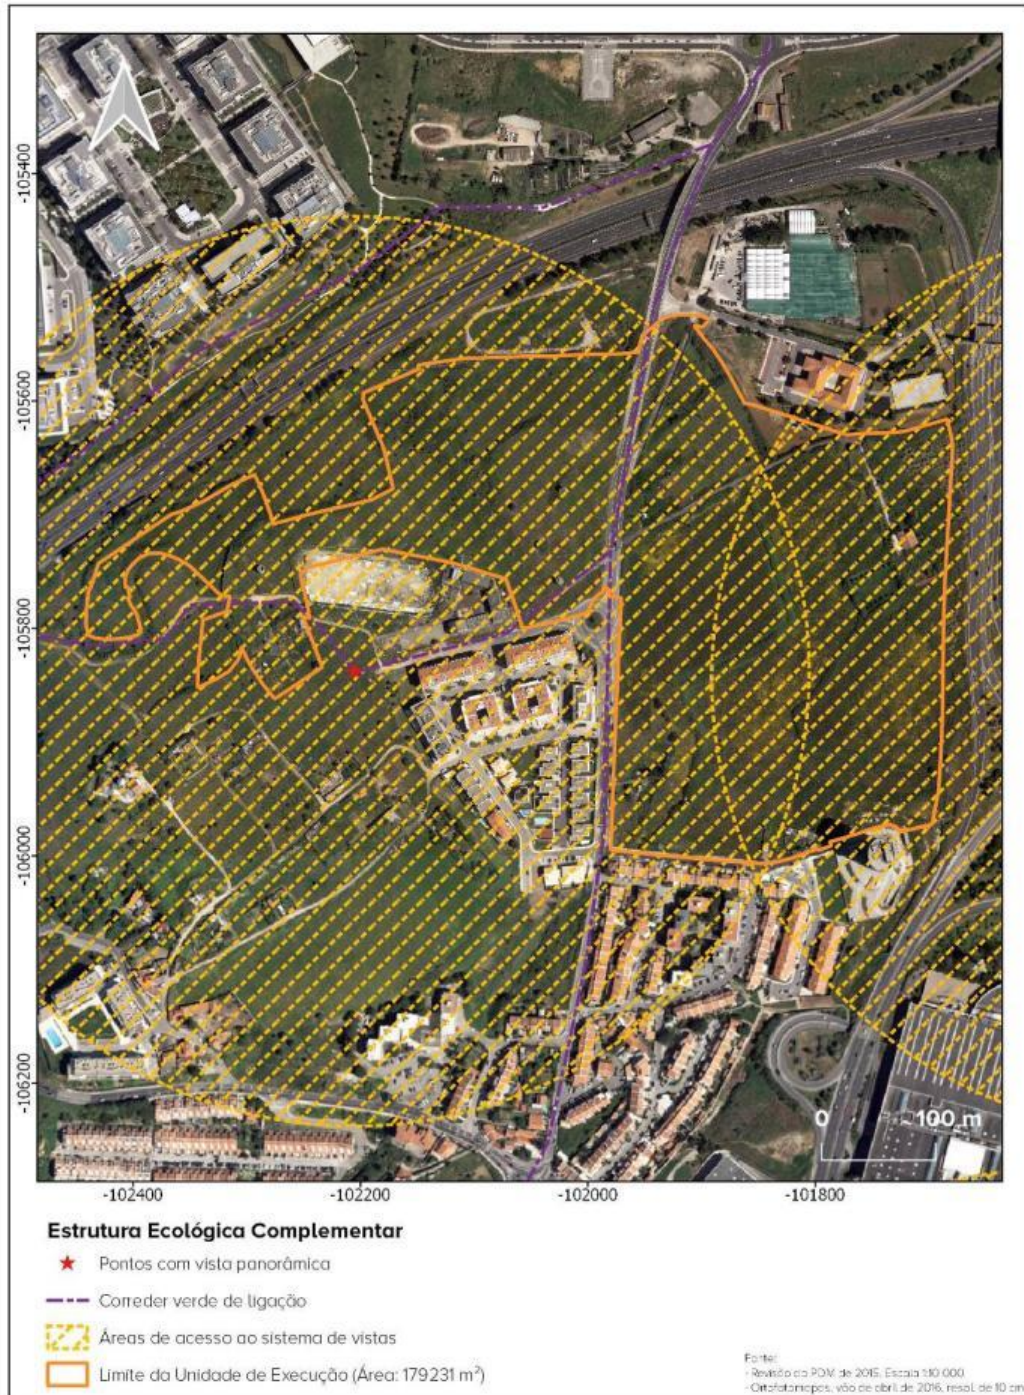 -105400
-105600
-105800
-106000
-106200
0 100 m
-102400 -102200 -102000 -101800
Estrutura Ecológica Complementar
Pontos com vista panorâmica
Corredor verde de ligação
Áreas de acesso ao sistema de vistas
Limite da Unidade de Execução (Área: 179231 m²)
Fonte:
- Revisão do PDM de 2015. Escala 1:10 000
- Ortofotomapas, vôo de abril de 2016, resol. de 10 cm